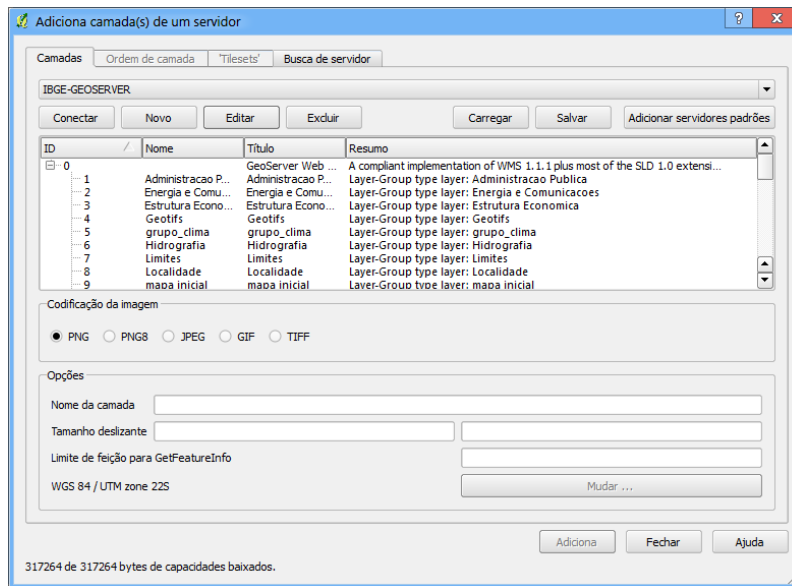 Adiciona camada(s) de um servidor
Camadas Ordem de camada 'Tilesets' Busca de servidor
IBGE-GEOSERVER
Conectar Novo Editar Excluir Carregar Salvar Adicionar servidores padrões
ID Nome Título Resumo
0 GeoServer Web ... A compliant implementation of WMS 1.1.1 plus most of the SLD 1.0 extensi...
1 Administracao P... Administracao P... Layer-Group type layer: Administracao Publica
2 Energia e Comu... Energia e Comu... Layer-Group type layer: Energia e Comunicacoes
3 Estrutura Econo... Estrutura Econo... Layer-Group type layer: Estrutura Economica
4 Geotifs Geotifs Layer-Group type layer: Geotifs
5 grupo_clima grupo_clima Layer-Group type layer: grupo_clima
6 Hidrografia Hidrografia Layer-Group type layer: Hidrografia
7 Limites Limites Layer-Group type layer: Limites
8 Localidade Localidade Layer-Group type layer: Localidade
9 mapa inicial mapa inicial Layer-Group type layer: mapa inicial
Codificação da imagem
PNG PNG8 JPEG GIF TIFF
Opções
Nome da camada
Tamanho deslizante
Limite de feição para GetFeatureInfo
WGS 84 / UTM zone 22S Mudar ...
Adiciona Fechar Ajuda
317264 de 317264 bytes de capacidades baixados.